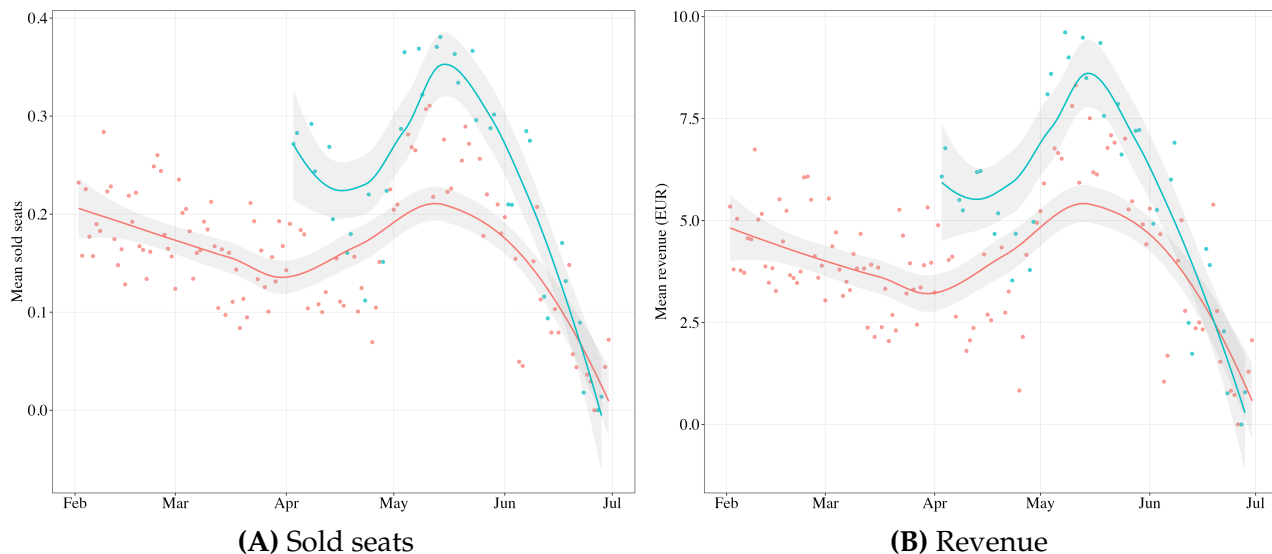 0.4
0.3
0.2
0.1
0.0
Mean sold seats
Feb Mar Apr May Jun Jul
(A) Sold seats
10.0
7.5
5.0
2.5
0.0
Mean revenue (EUR)
Feb Mar Apr May Jun Jul
(B) Revenue